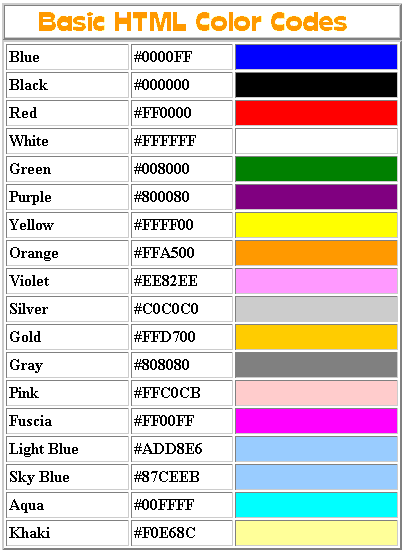 Basic HTML Color Codes
Blue #0000FF
Black #000000
Red #FF0000
White #FFFFFF
Green #008000
Purple #800080
Yellow #FFFF00
Orange #FFA500
Violet #EE82EE
Silver #C0C0C0
Gold #FFD700
Gray #808080
Pink #FFC0CB
Fuscia #FF00FF
Light Blue #ADD8E6
Sky Blue #87CEEB
Aqua #00FFFF
Khaki #F0E68C